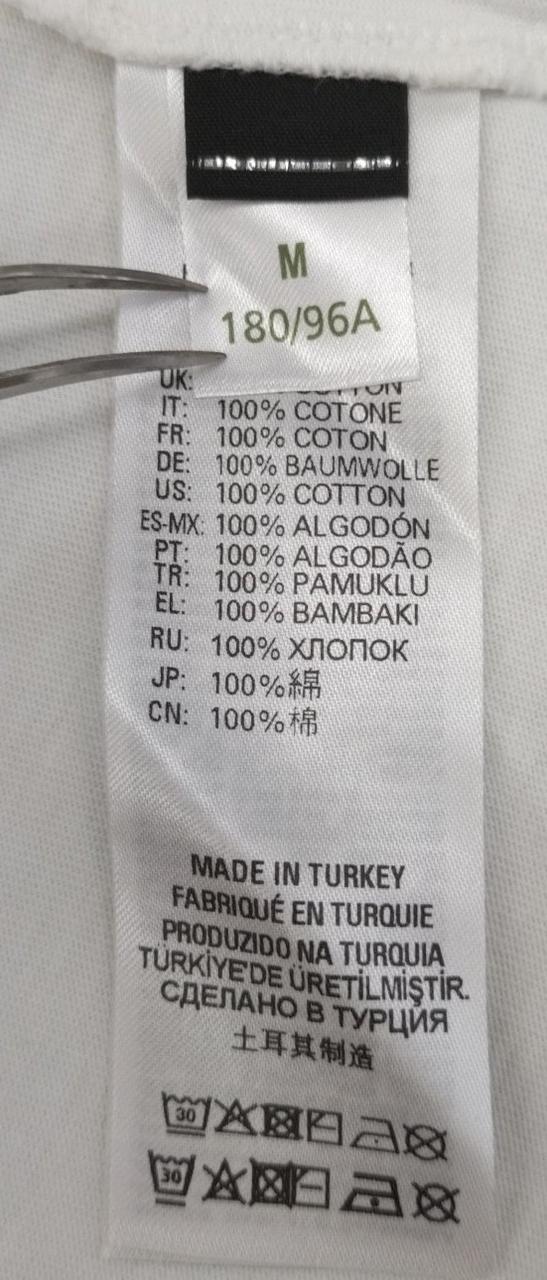 M
180/96A
UK: COTTON
IT: 100% COTONE
FR: 100% COTON
DE: 100% BAUMWOLLE
US: 100% COTTON
ES-MX: 100% ALGODÓN
PT: 100% ALGODÃO
TR: 100% PAMUKLU
EL: 100% BAMBAKI
RU: 100% ХЛОПОК
JP: 100%綿
CN: 100%棉
MADE IN TURKEY
FABRIQUÉ EN TURQUIE
PRODUZIDO NA TURQUIA
TÜRKİYE'DE ÜRETİLMİŞTİR.
СДЕЛАНО В ТУРЦИЯ
土耳其制造
30
30